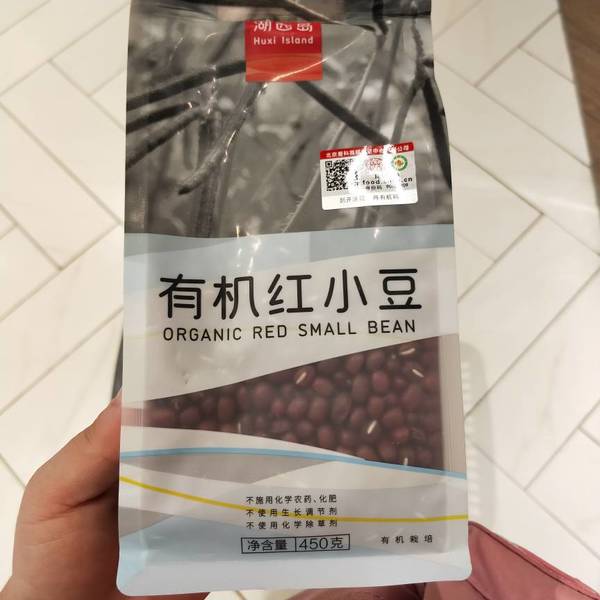 湖西岛
Huxi Island
有机红小豆
ORGANIC RED SMALL BEAN
不施用化学农药、化肥
不使用生长调节剂
不使用化学除草剂
净含量 450克
有机栽培